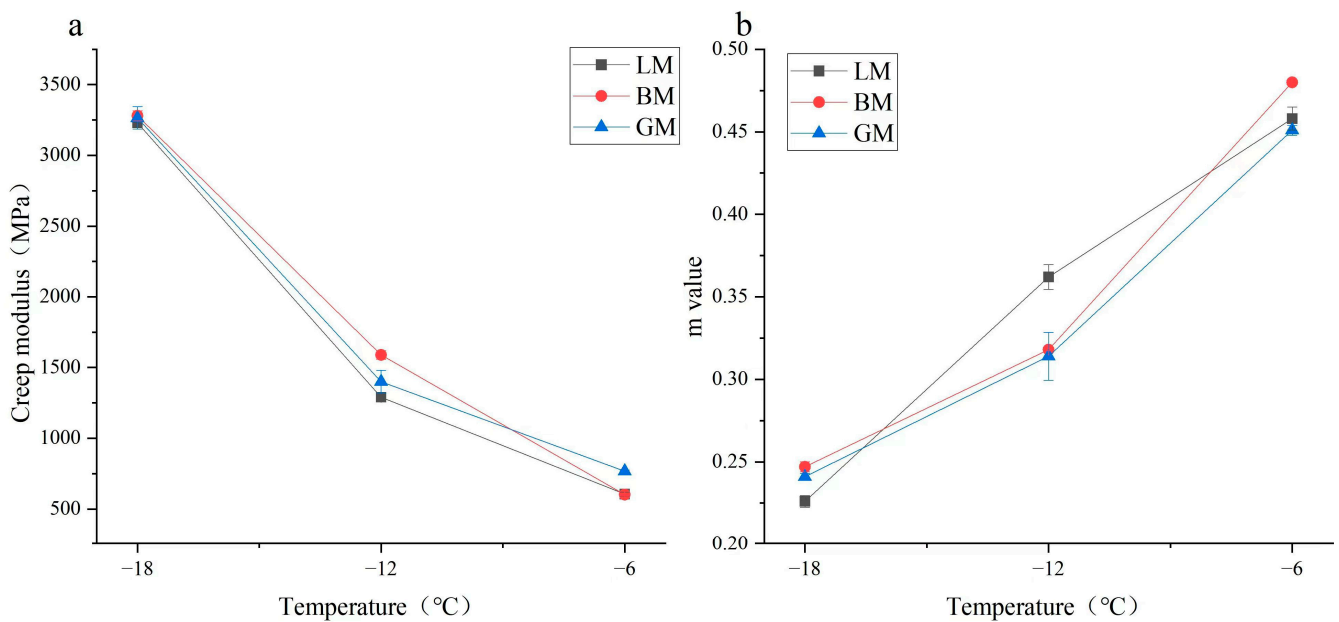 a
Creep modulus（MPa）
3500
3000
2500
2000
1500
1000
500
−18
−12
−6
Temperature（℃）
LM
BM
GM
b
m value
0.50
0.45
0.40
0.35
0.30
0.25
0.20
−18
−12
−6
Temperature（℃）
LM
BM
GM